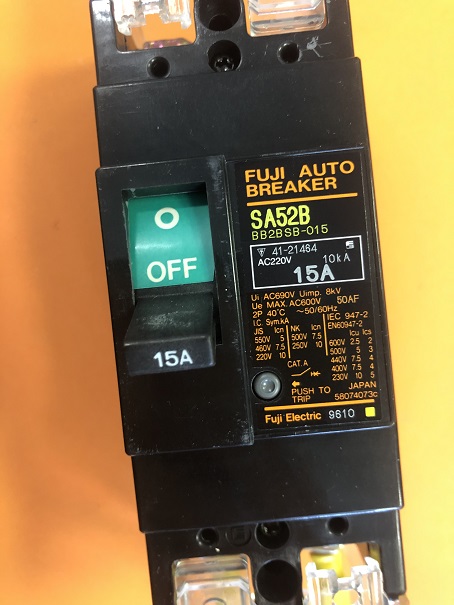 O
OFF
15A
FUJI AUTO
BREAKER
SA52B
BB2BSB-015
41-21464
AC220V 10kA
15A
Ui AC690V Uimp. 8kV
Ue MAX. AC600V 50AF
2P 40°C ~50/60Hz
I.C. Sym.kA
JIS Icn
550V 5
460V 7.5
220V 10
NK Icn
500V 7.5
250V 10
IEC 947-2
EN60947-2
Icu Ics
600V 2.5 2
500V 5 3
440V 7.5 4
400V 7.5 4
230V 10 5
CAT.A
PUSH TO
TRIP
JAPAN
58074073c
Fuji Electric 9610